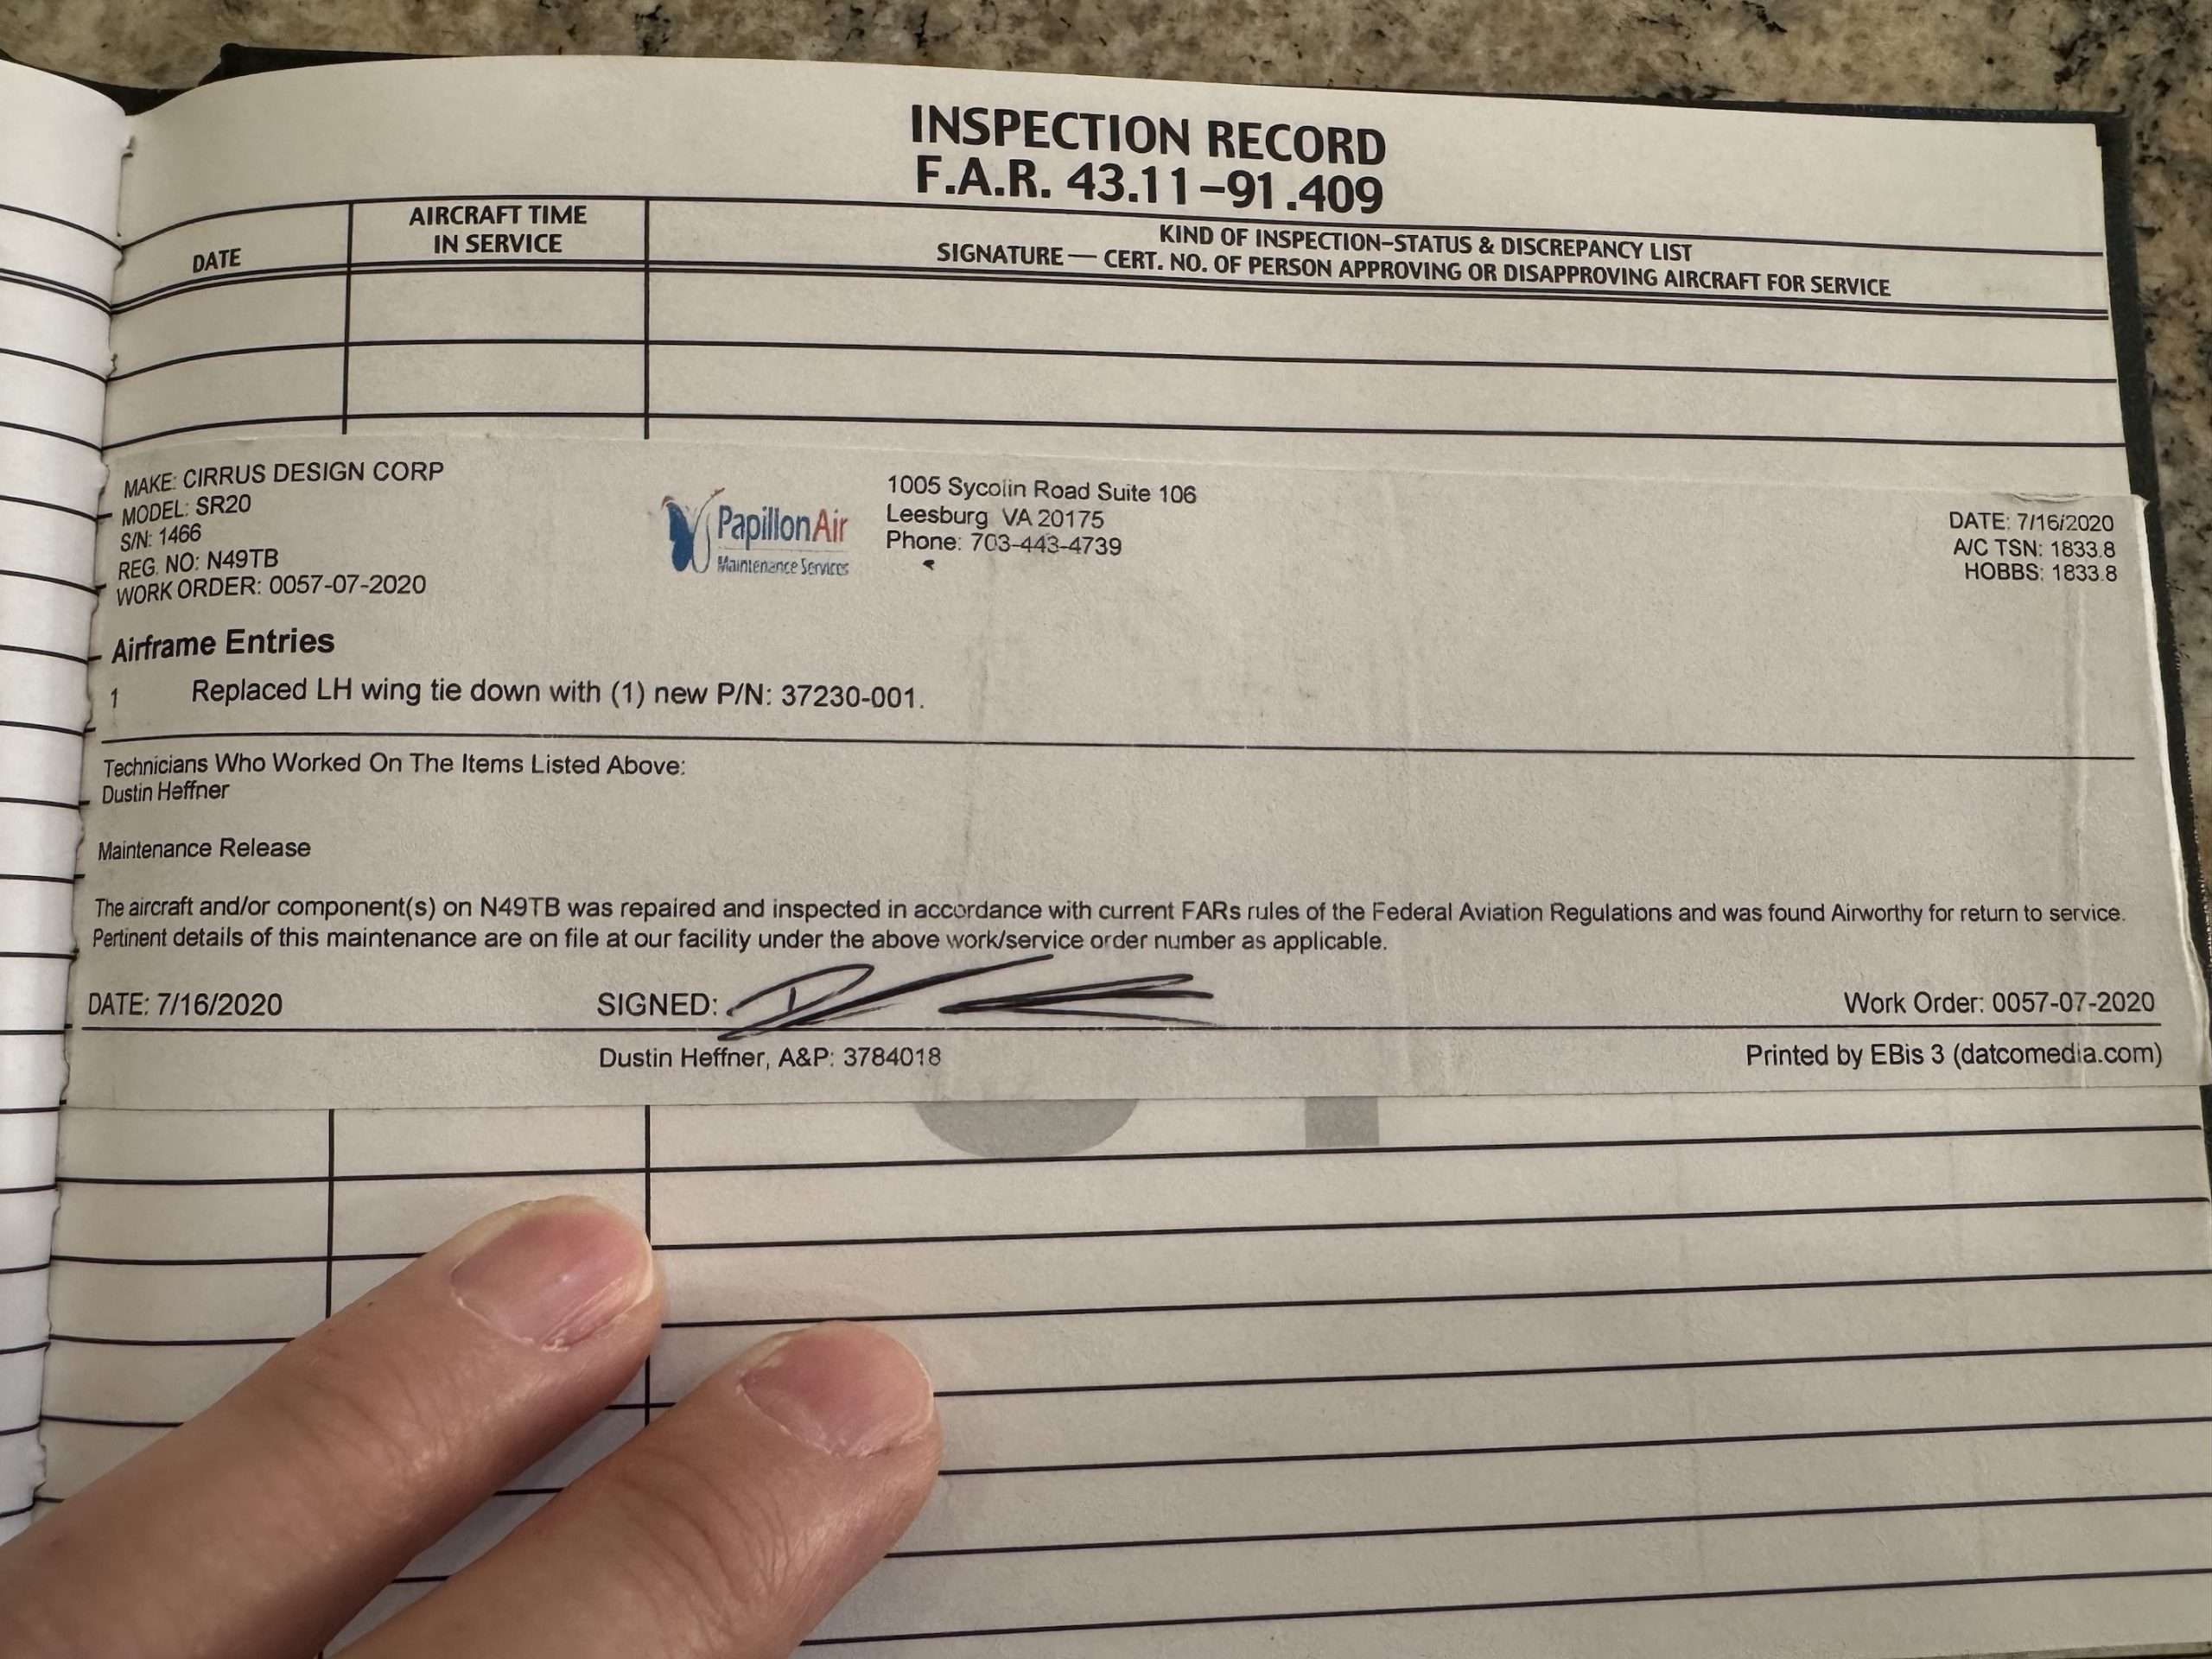 INSPECTION RECORD
F.A.R. 43.11–91.409
DATE
AIRCRAFT TIME
IN SERVICE
KIND OF INSPECTION–STATUS & DISCREPANCY LIST
SIGNATURE — CERT. NO. OF PERSON APPROVING OR DISAPPROVING AIRCRAFT FOR SERVICE
MAKE: CIRRUS DESIGN CORP
MODEL: SR20
S/N: 1466
REG. NO: N49TB
WORK ORDER: 0057-07-2020
PapillonAir
Maintenance Services
1005 Sycolin Road Suite 106
Leesburg VA 20175
Phone: 703-443-4739
DATE: 7/16/2020
A/C TSN: 1833.8
HOBBS: 1833.8
Airframe Entries
1 Replaced LH wing tie down with (1) new P/N: 37230-001.
Technicians Who Worked On The Items Listed Above:
Dustin Heffner
Maintenance Release
The aircraft and/or component(s) on N49TB was repaired and inspected in accordance with current FARs rules of the Federal Aviation Regulations and was found Airworthy for return to service.
Pertinent details of this maintenance are on file at our facility under the above work/service order number as applicable.
DATE: 7/16/2020 SIGNED: Work Order: 0057-07-2020
Dustin Heffner, A&P: 3784018 Printed by EBis 3 (datcomedia.com)